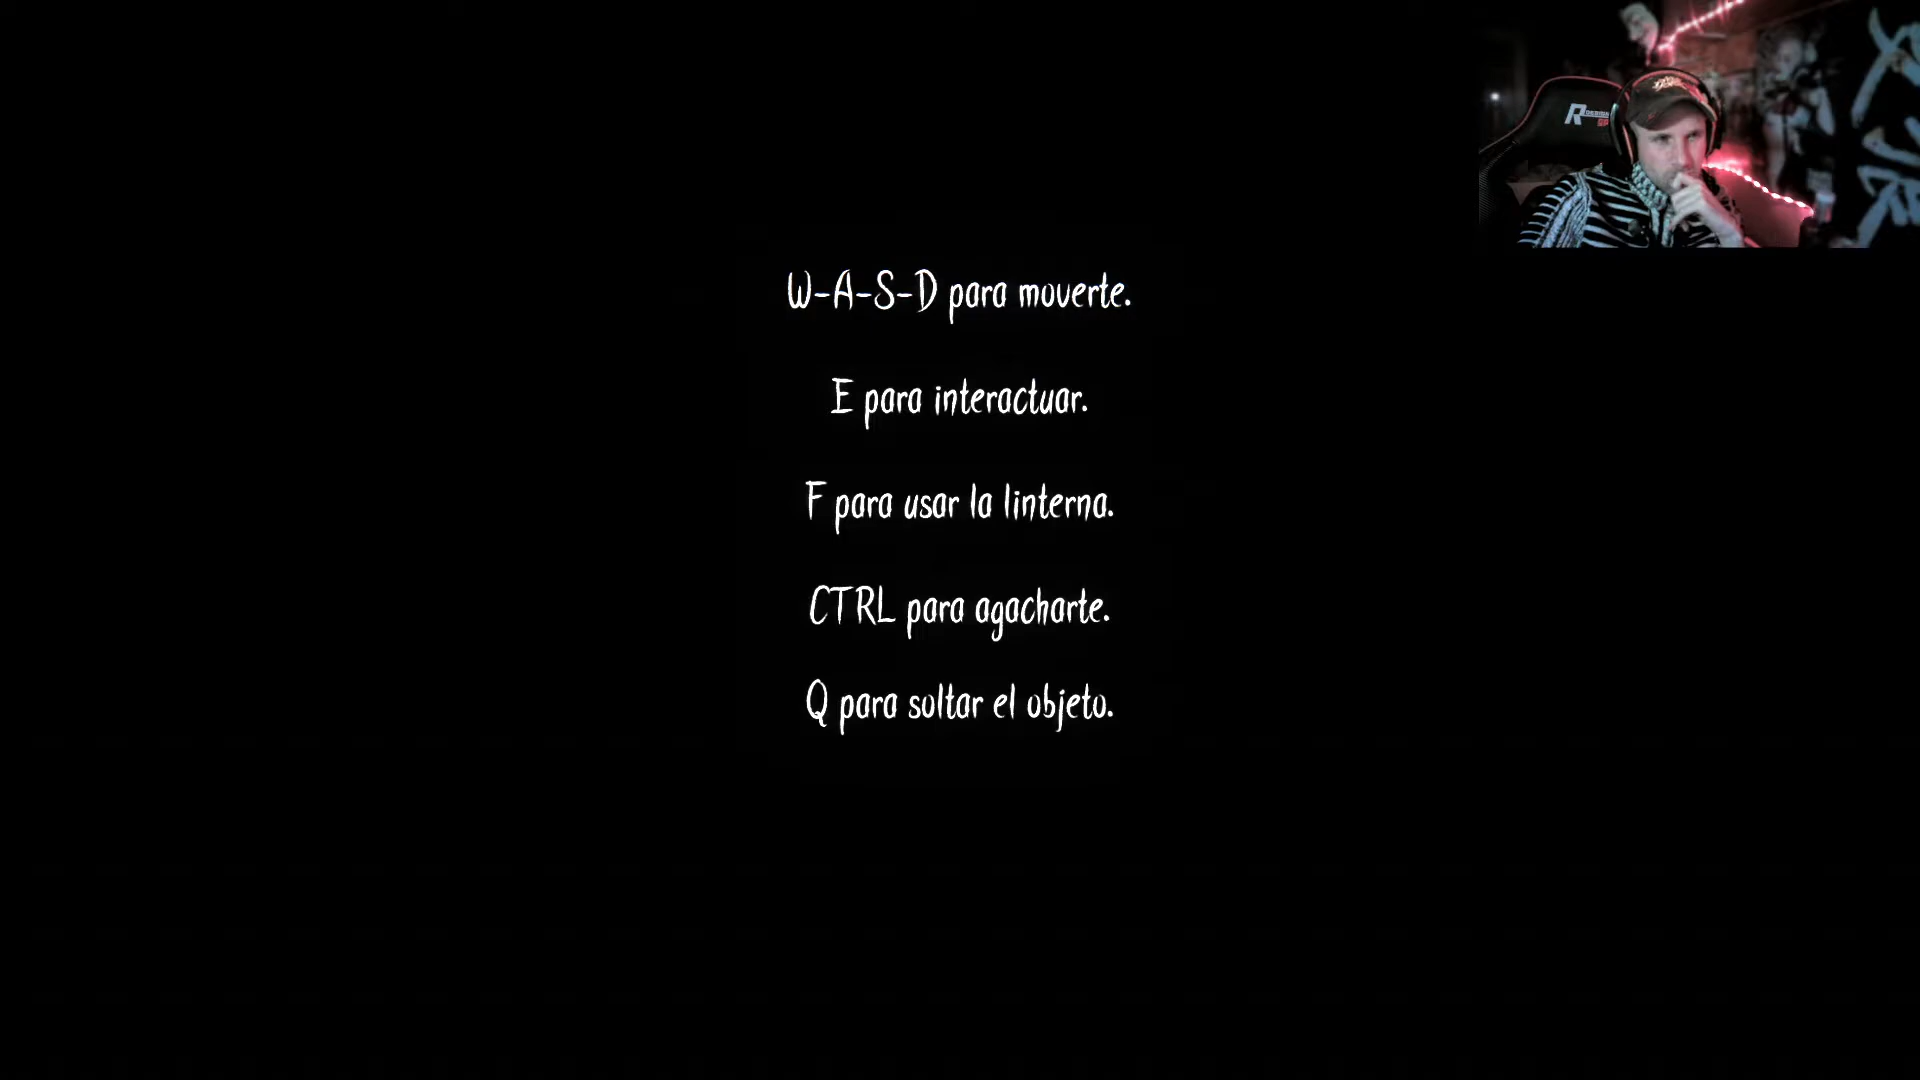 W-A-S-D para moverte.
E para interactuar.
F para usar la linterna.
CTRL para agacharte.
Q para soltar el objeto.